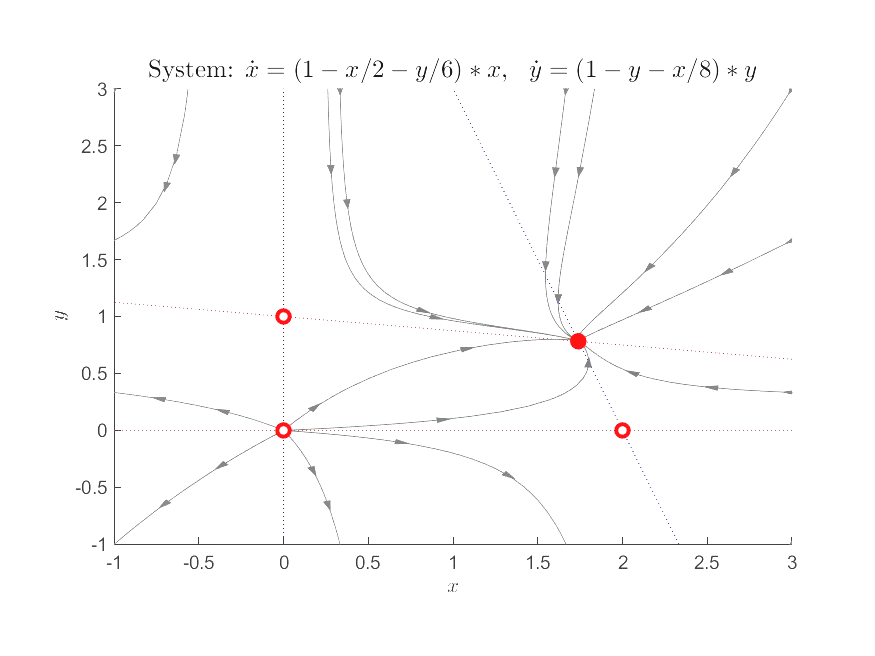 System: ẋ = (1 − x/2 − y/6) ∗ x, ẏ = (1 − y − x/8) ∗ y
3
2.5
2
1.5
1
0.5
0
-0.5
-1
y
-1 -0.5 0 0.5 1 1.5 2 2.5 3
x